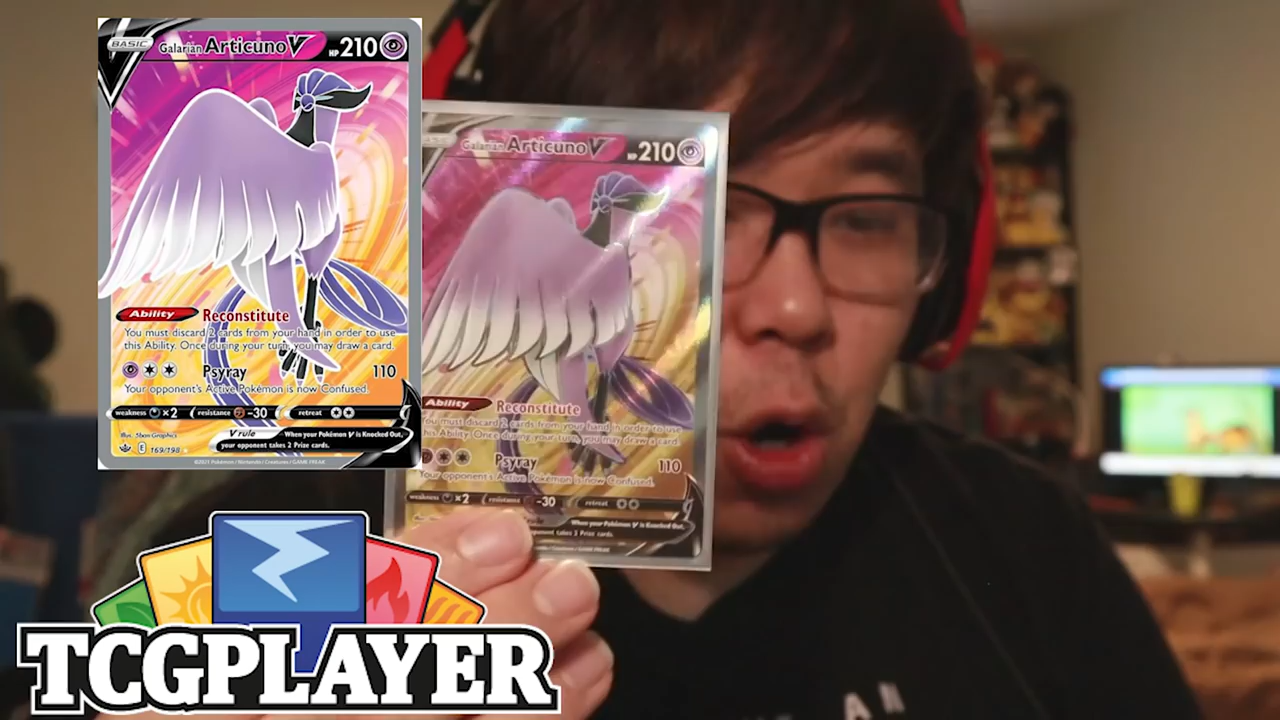 BASIC Galarian Articuno V HP 210
Ability Reconstitute
You must discard 2 cards from your hand in order to use
this Ability. Once during your turn, you may draw a card.
Psyray 110
Your opponent's Active Pokémon is now Confused.
weakness ×2 resistance -30 retreat
Illus. 5ban Graphics
V rule When your Pokémon V is Knocked Out,
your opponent takes 2 Prize cards.
E 169/198
©2021 Pokémon / Nintendo / Creatures / GAME FREAK
Galarian Articuno V HP 210
Ability Reconstitute
You must discard 2 cards from your hand in order to use
this Ability. Once during your turn, you may draw a card.
Psyray 110
Your opponent's Active Pokémon is now Confused.
weakness ×2 resistance -30 retreat
rule When your Pokémon V is Knocked Out,
opponent takes 2 Prize cards.
TCGPLAYER